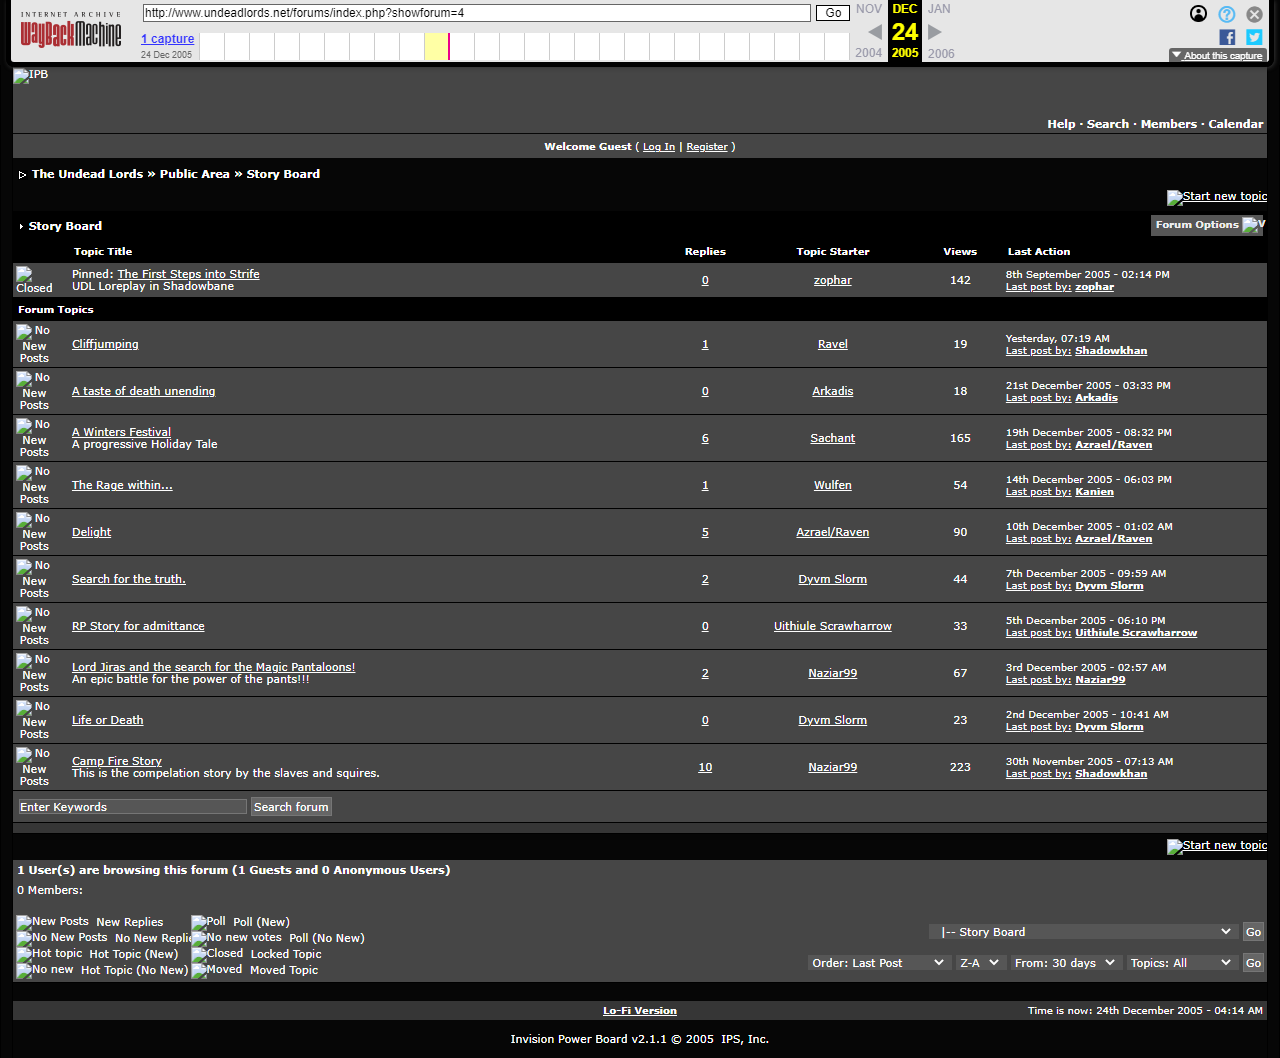 INTERNET ARCHIVE
WayBackMachine
http://www.undeadlords.net/forums/index.php?showforum=4
Go
NOV DEC JAN
1 capture
24
24 Dec 2005
2004 2005 2006
About this capture
IPB
Help · Search · Members · Calendar
Welcome Guest ( Log In | Register )
The Undead Lords » Public Area » Story Board
Start new topic
Story Board
Forum Options V
Topic Title Replies Topic Starter Views Last Action
Closed
Pinned: The First Steps into Strife
UDL Loreplay in Shadowbane
0 zophar 142
8th September 2005 - 02:14 PM
Last post by: zophar
Forum Topics
No New Posts
Cliffjumping 1 Ravel 19
Yesterday, 07:19 AM
Last post by: Shadowkhan
No New Posts
A taste of death unending 0 Arkadis 18
21st December 2005 - 03:33 PM
Last post by: Arkadis
No New Posts
A Winters Festival
A progressive Holiday Tale
6 Sachant 165
19th December 2005 - 08:32 PM
Last post by: Azrael/Raven
No New Posts
The Rage within... 1 Wulfen 54
14th December 2005 - 06:03 PM
Last post by: Kanien
No New Posts
Delight 5 Azrael/Raven 90
10th December 2005 - 01:02 AM
Last post by: Azrael/Raven
No New Posts
Search for the truth. 2 Dyvm Slorm 44
7th December 2005 - 09:59 AM
Last post by: Dyvm Slorm
No New Posts
RP Story for admittance 0 Uithiule Scrawharrow 33
5th December 2005 - 06:10 PM
Last post by: Uithiule Scrawharrow
No New Posts
Lord Jiras and the search for the Magic Pantaloons!
An epic battle for the power of the pants!!!
2 Naziar99 67
3rd December 2005 - 02:57 AM
Last post by: Naziar99
No New Posts
Life or Death 0 Dyvm Slorm 23
2nd December 2005 - 10:41 AM
Last post by: Dyvm Slorm
No New Posts
Camp Fire Story
This is the compelation story by the slaves and squires.
10 Naziar99 223
30th November 2005 - 07:13 AM
Last post by: Shadowkhan
Enter Keywords Search forum
Start new topic
1 User(s) are browsing this forum (1 Guests and 0 Anonymous Users)
0 Members:
New Posts New Replies Poll Poll (New)
No New Posts No New Replie No new votes Poll (No New)
Hot topic Hot Topic (New) Closed Locked Topic
No new Hot Topic (No New) Moved Moved Topic
|-- Story Board Go
Order: Last Post Z-A From: 30 days Topics: All Go
Lo-Fi Version
Time is now: 24th December 2005 - 04:14 AM
Invision Power Board v2.1.1 © 2005 IPS, Inc.